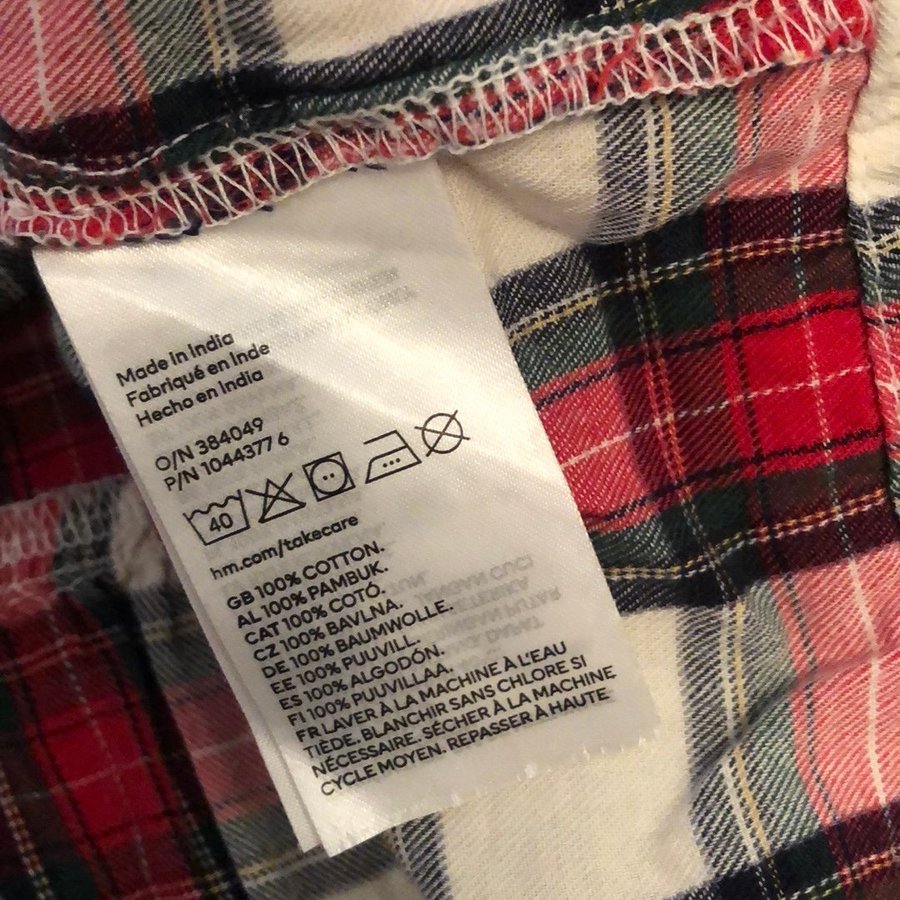 Made in India
Fabriqué en Inde
Hecho en India
O/N 384049
P/N 1044377 6
40
hm.com/takecare
GB 100% COTTON.
AL 100% PAMBUK.
CAT 100% COTÓ.
CZ 100% BAVLNA.
DE 100% BAUMWOLLE.
EE 100% PUUVILL.
ES 100% ALGODÓN.
FI 100% PUUVILLAA.
FR LAVER À LA MACHINE À L'EAU
TIÈDE. BLANCHIR SANS CHLORE SI
NÉCESSAIRE. SÉCHER À LA MACHINE
CYCLE MOYEN. REPASSER À HAUTE